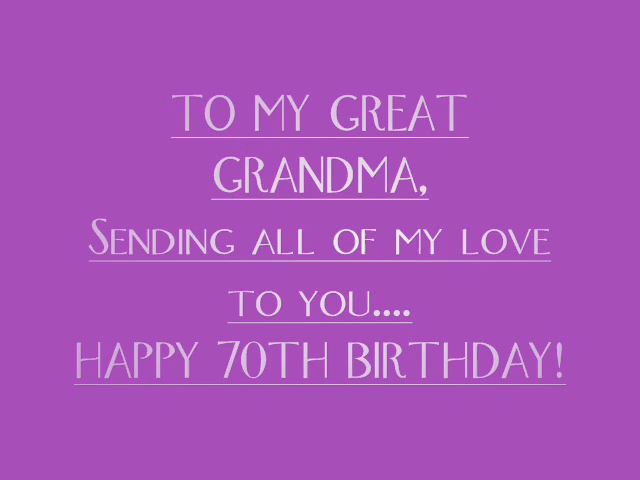 TO MY GREAT
GRANDMA,
SENDING ALL OF MY LOVE
TO YOU....
HAPPY 70TH BIRTHDAY!